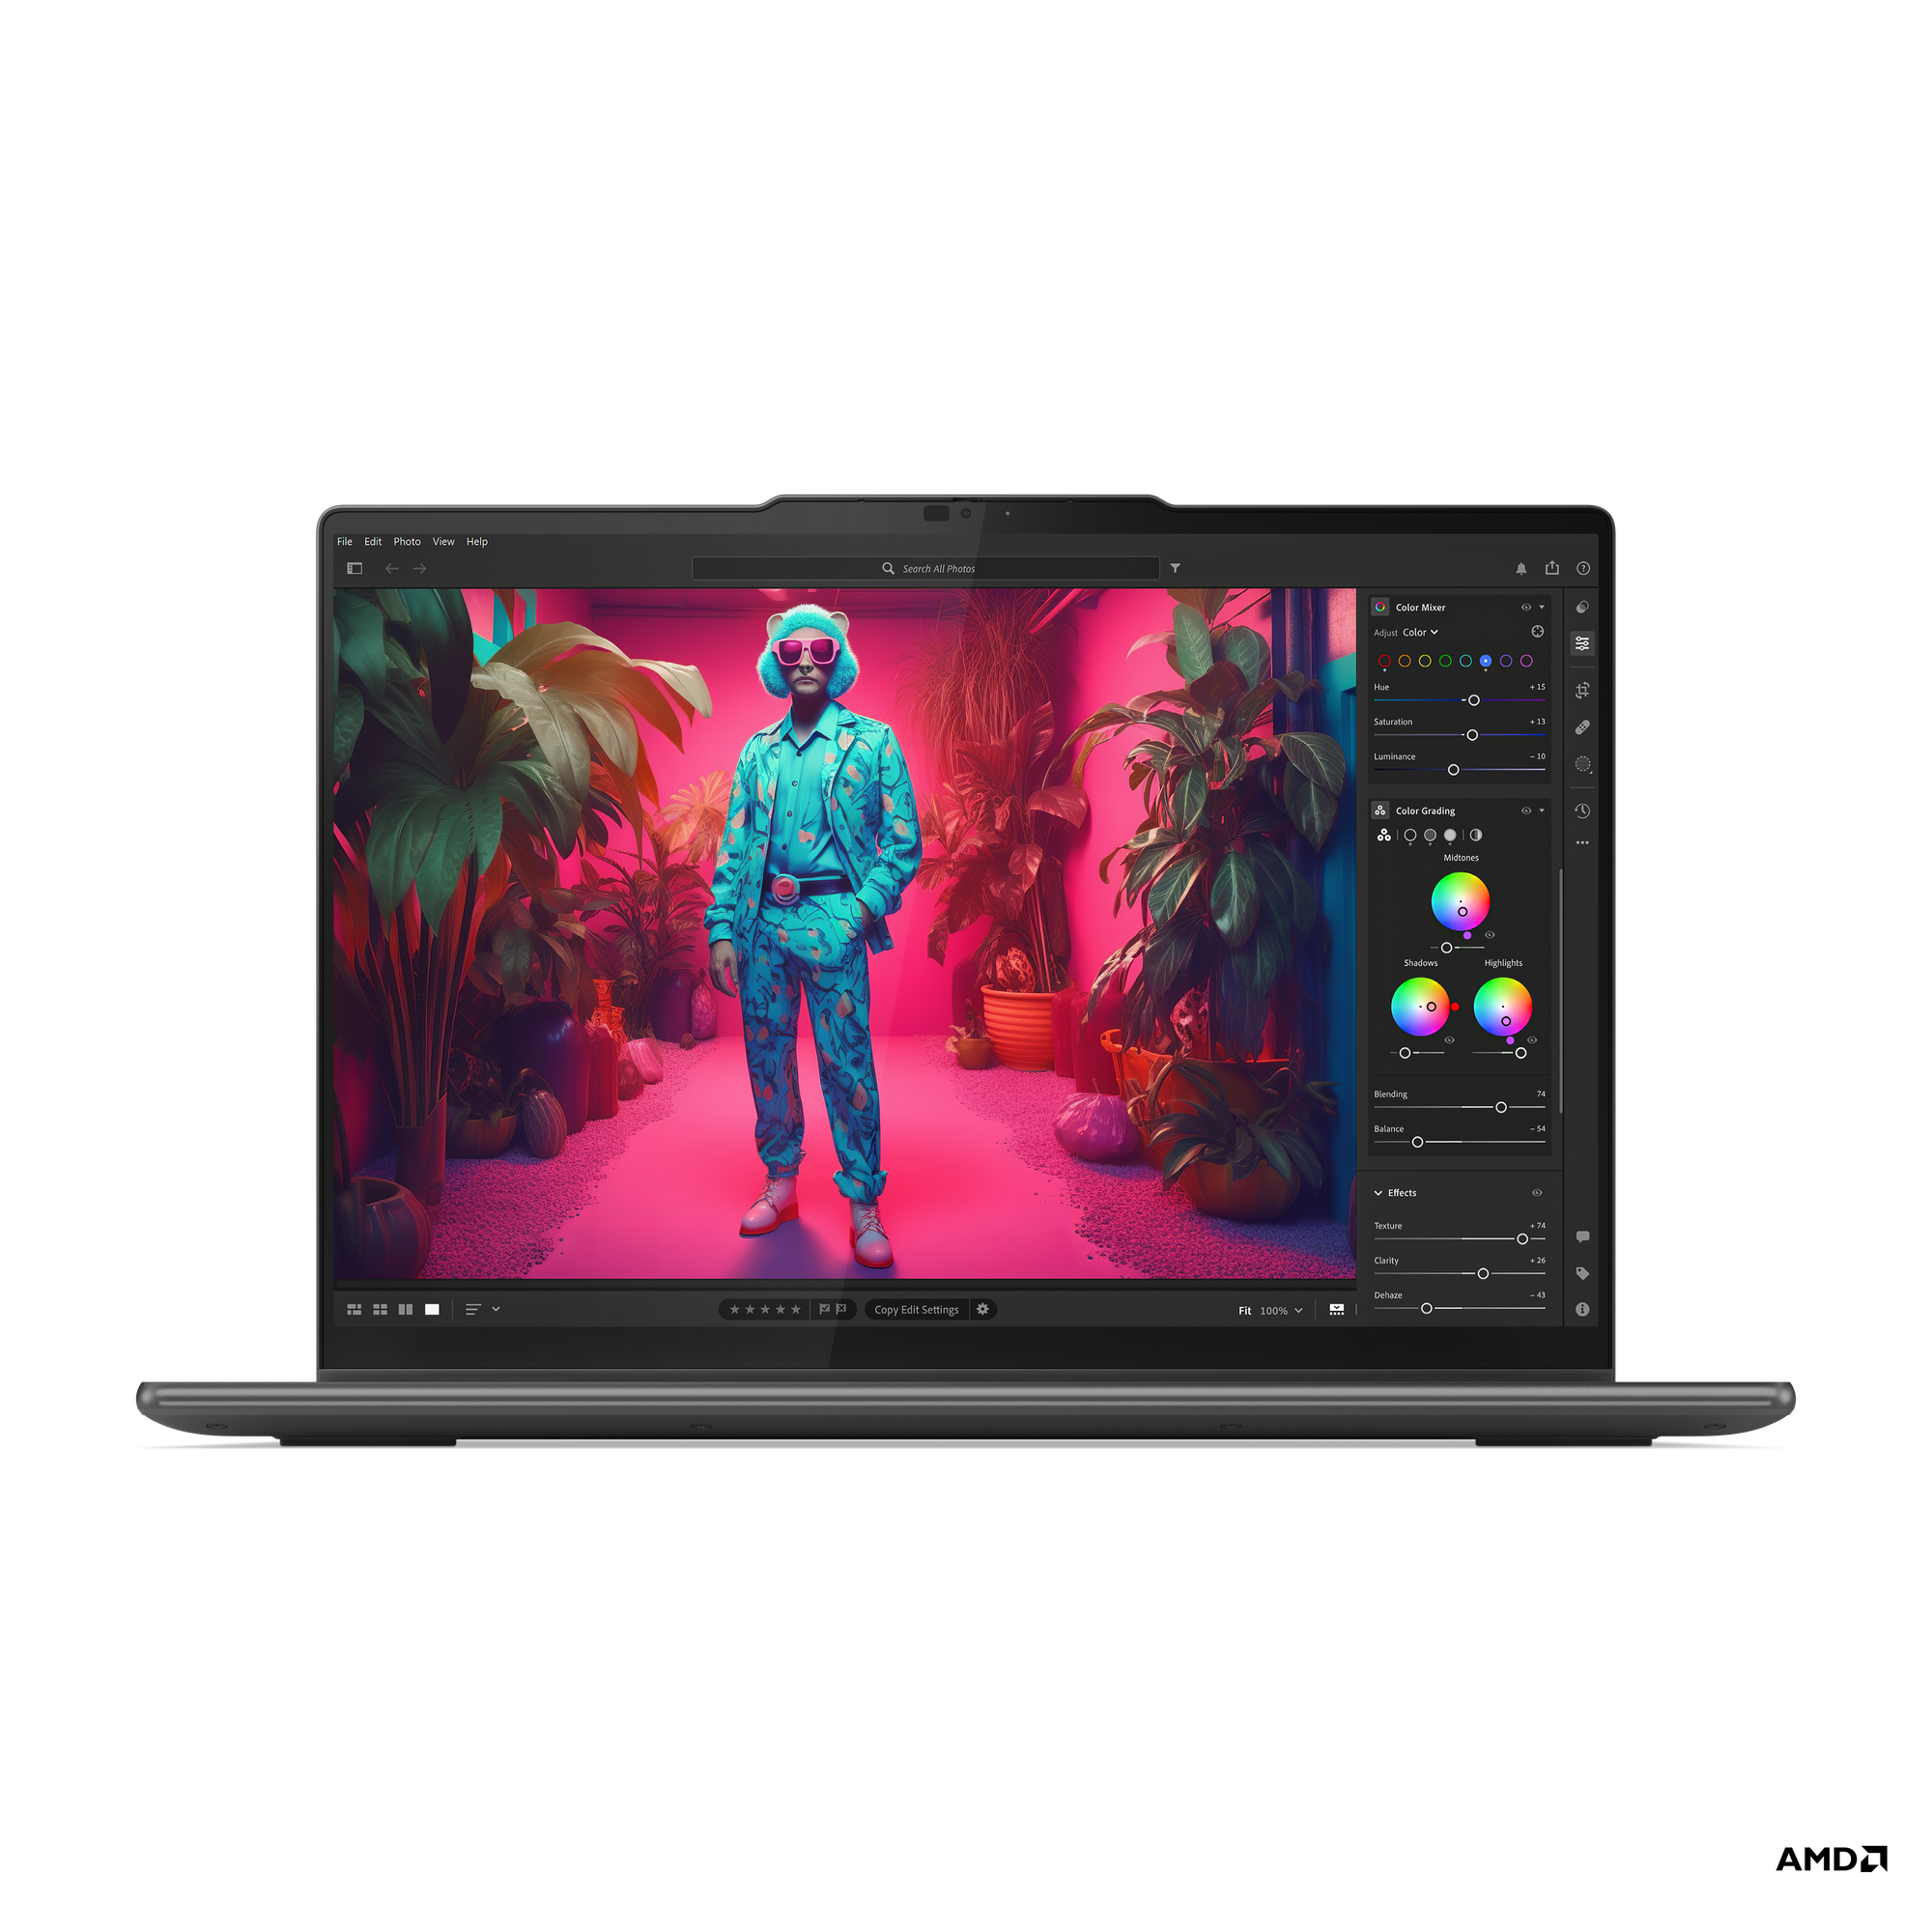 File Edit Photo View Help
Search All Photos
Color Mixer
Adjust Color
Hue +15
Saturation +13
Luminance -10
Color Grading
Midtones
Shadows Highlights
Blending 74
Balance -54
Effects
Texture +74
Clarity +26
Dehaze -43
Copy Edit Settings
Fit 100%
AMD